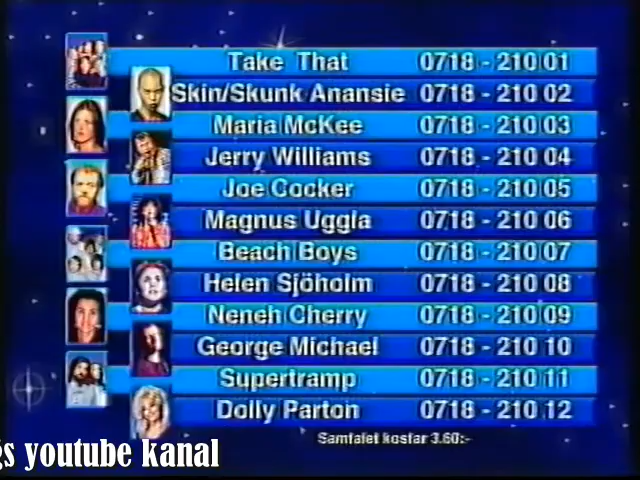 Take That 0718 - 210 01
Skin/Skunk Anansie 0718 - 210 02
Maria McKee 0718 - 210 03
Jerry Williams 0718 - 210 04
Joe Cocker 0718 - 210 05
Magnus Uggla 0718 - 210 06
Beach Boys 0718 - 210 07
Helen Sjöholm 0718 - 210 08
Neneh Cherry 0718 - 210 09
George Michael 0718 - 210 10
Supertramp 0718 - 210 11
Dolly Parton 0718 - 210 12
Samtalet kostar 3.60:-
gs youtube kanal